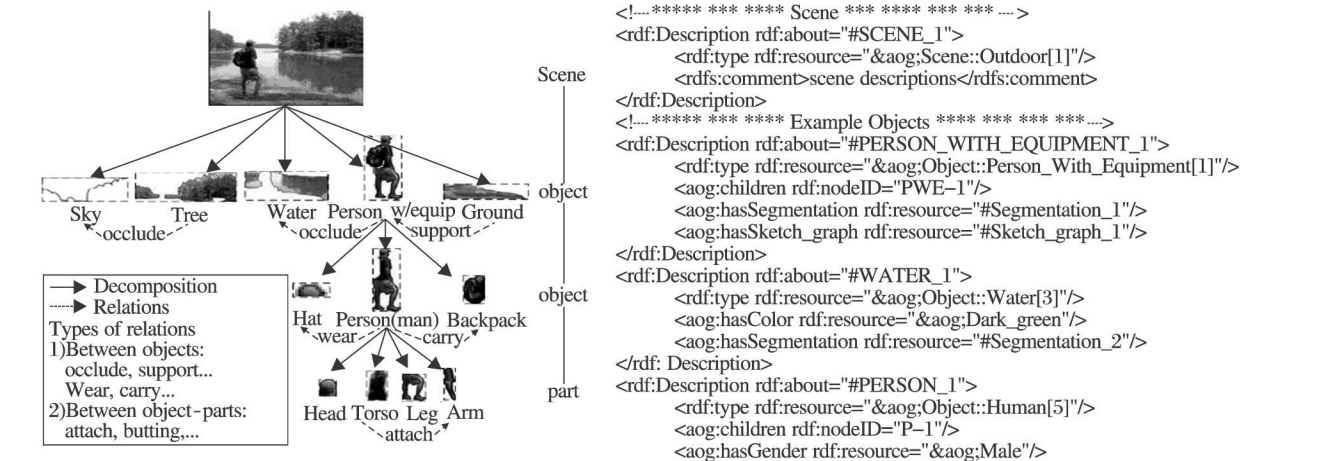 Scene
object
Sky
Tree
Water
Person w/equip
Ground
occlude
occlude
support
object
Hat
Person(man)
Backpack
wear
carry
part
Head
Torso
Leg
Arm
attach
Decomposition
Relations
Types of relations
1)Between objects:
occlude, support...
Wear, carry...
2)Between object-parts:
attach, butting,...
<!---***** *** **** Scene *** **** *** *** ---->
<rdf:Description rdf:about="#SCENE_1">
<rdf:type rdf:resource="&aog;Scene::Outdoor[1]"/>
<rdfs:comment>scene descriptions</rdfs:comment>
</rdf:Description>
<!---***** *** **** Example Objects **** *** *** ***---->
<rdf:Description rdf:about="#PERSON_WITH_EQUIPMENT_1">
<rdf:type rdf:resource="&aog;Object::Person_With_Equipment[1]"/>
<aog:children rdf:nodeID="PWE-1"/>
<aog:hasSegmentation rdf:resource="#Segmentation_1"/>
<aog:hasSketch_graph rdf:resource="#Sketch_graph_1"/>
</rdf:Description>
<rdf:Description rdf:about="#WATER_1">
<rdf:type rdf:resource="&aog;Object::Water[3]"/>
<aog:hasColor rdf:resource="&aog;Dark_green"/>
<aog:hasSegmentation rdf:resource="#Segmentation_2"/>
</rdf: Description>
<rdf:Description rdf:about="#PERSON_1">
<rdf:type rdf:resource="&aog;Object::Human[5]"/>
<aog:children rdf:nodeID="P-1"/>
<aog:hasGender rdf:resource="&aog;Male"/>